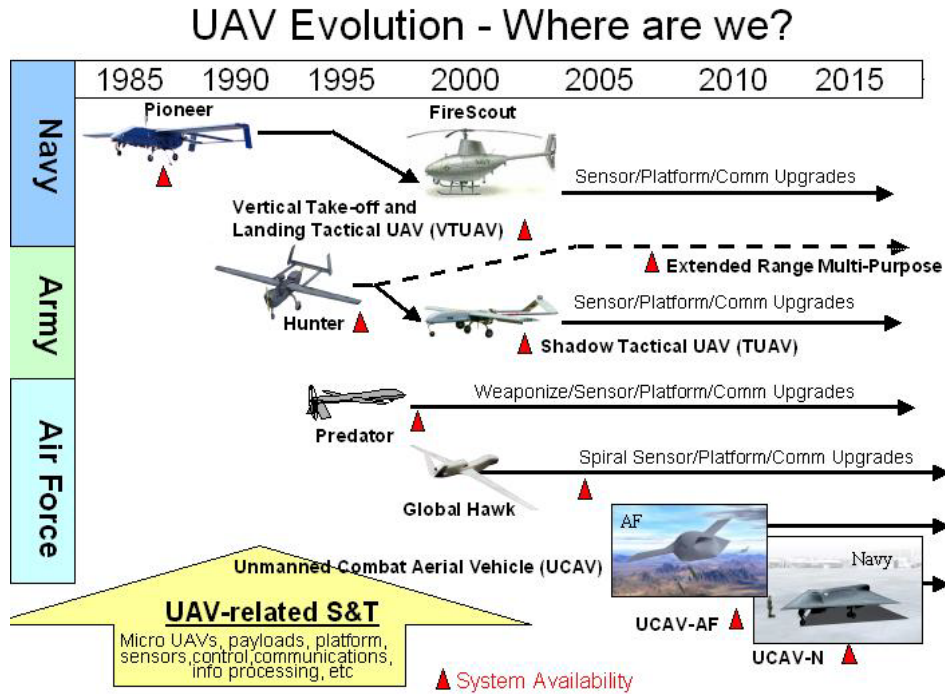 UAV Evolution - Where are we?
1985 1990 1995 2000 2005 2010 2015
Navy
Pioneer
FireScout
Sensor/Platform/Comm Upgrades
Vertical Take-off and
Landing Tactical UAV (VTUAV)
Extended Range Multi-Purpose
Army
Hunter
Sensor/Platform/Comm Upgrades
Shadow Tactical UAV (TUAV)
Air Force
Weaponize/Sensor/Platform/Comm Upgrades
Predator
Spiral Sensor/Platform/Comm Upgrades
Global Hawk
AF
Unmanned Combat Aerial Vehicle (UCAV)
Navy
UCAV-AF
UCAV-N
UAV-related S&T
Micro UAVs, payloads, platform,
sensors,control,communications,
info processing, etc
System Availability